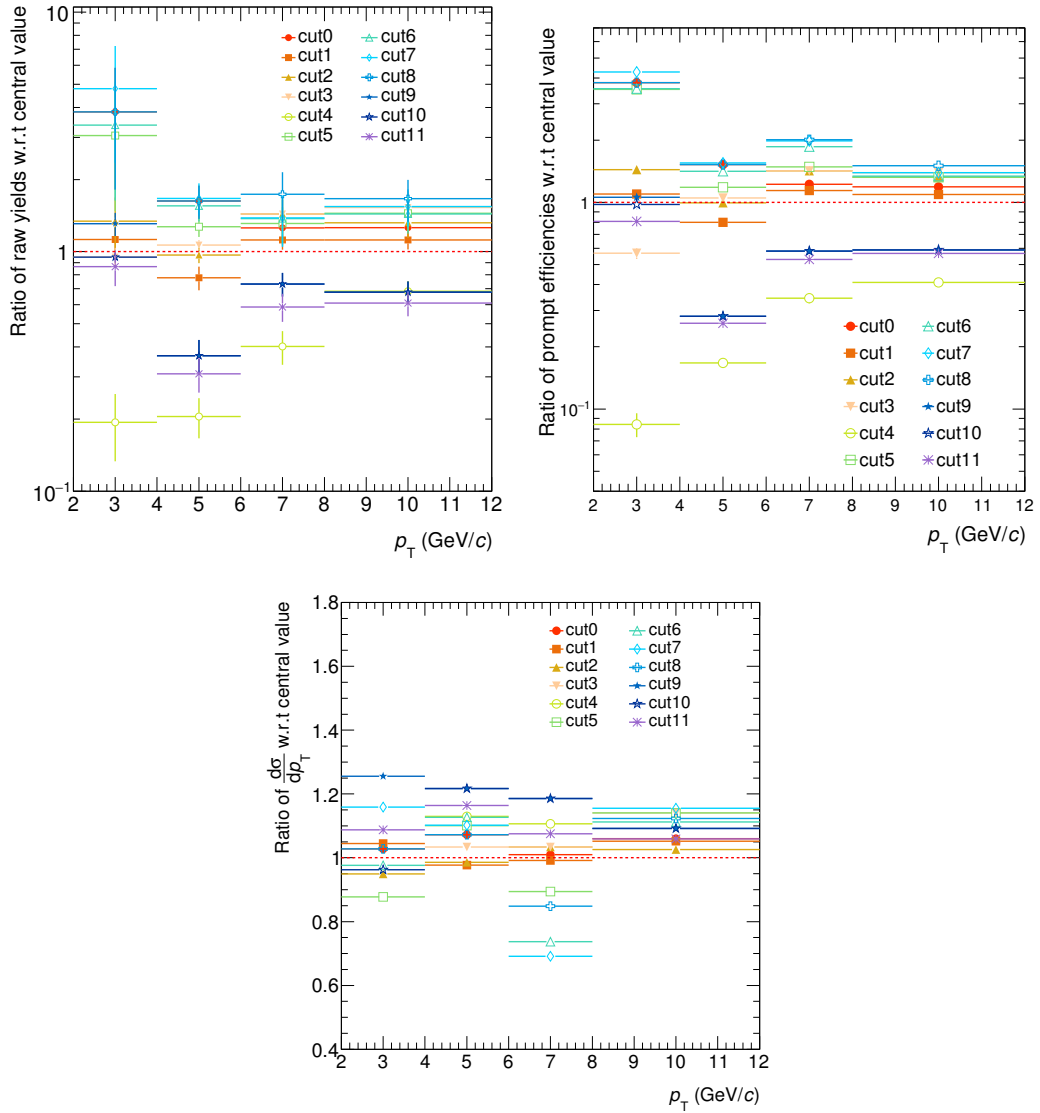 Ratio of raw yields w.r.t central value
10
1
10⁻¹
cut0
cut1
cut2
cut3
cut4
cut5
cut6
cut7
cut8
cut9
cut10
cut11
2 3 4 5 6 7 8 9 10 11 12
p_T (GeV/c)
Ratio of prompt efficiencies w.r.t central value
1
10⁻¹
cut0
cut1
cut2
cut3
cut4
cut5
cut6
cut7
cut8
cut9
cut10
cut11
2 3 4 5 6 7 8 9 10 11 12
p_T (GeV/c)
Ratio of dσ/dp_T w.r.t central value
1.8
1.6
1.4
1.2
1
0.8
0.6
0.4
cut0
cut1
cut2
cut3
cut4
cut5
cut6
cut7
cut8
cut9
cut10
cut11
2 3 4 5 6 7 8 9 10 11 12
p_T (GeV/c)